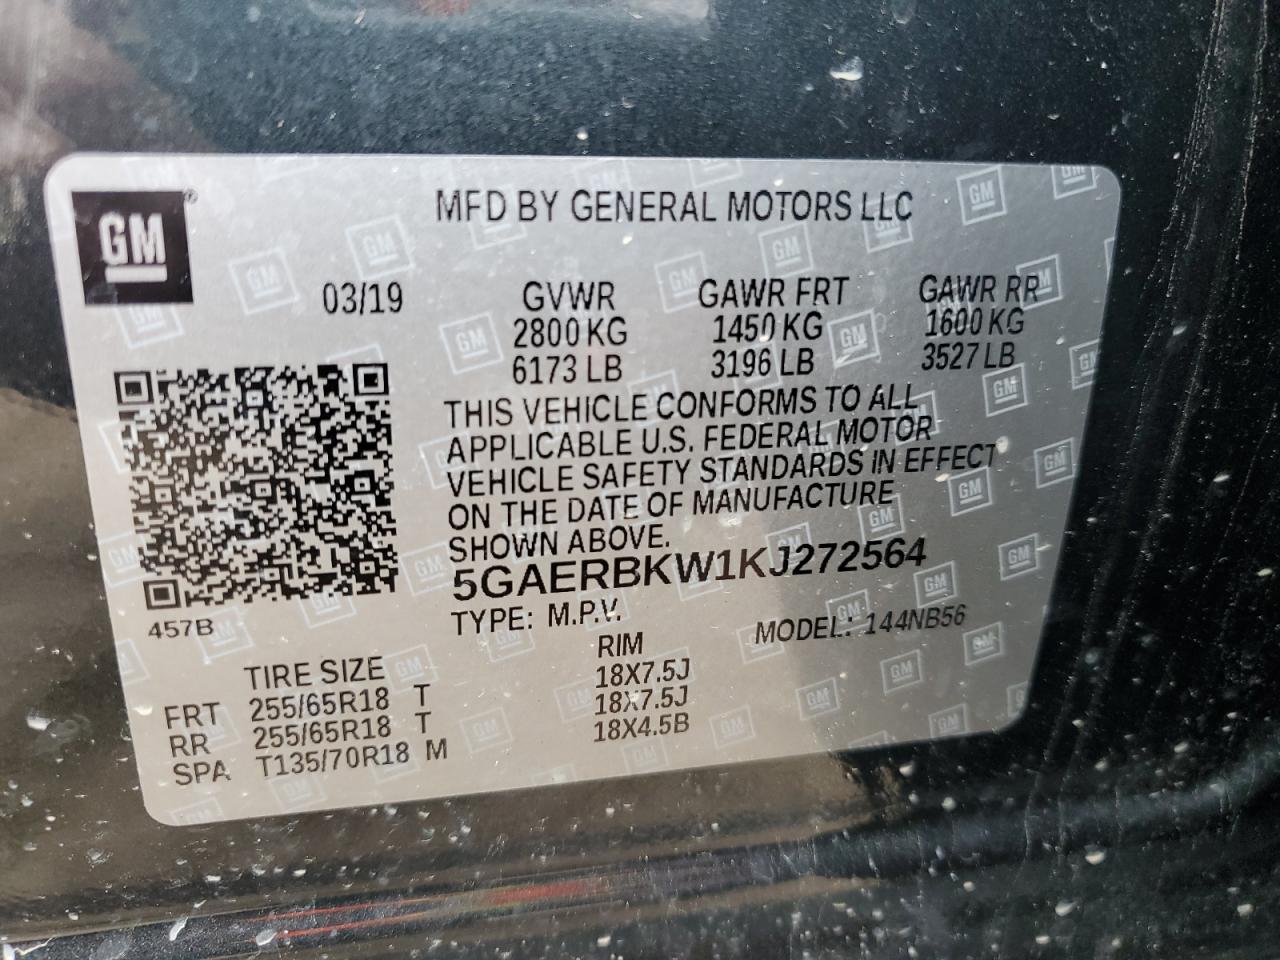 GM ®
MFD BY GENERAL MOTORS LLC
03/19
GVWR GAWR FRT GAWR RR
2800 KG 1450 KG 1600 KG
6173 LB 3196 LB 3527 LB
THIS VEHICLE CONFORMS TO ALL
APPLICABLE U.S. FEDERAL MOTOR
VEHICLE SAFETY STANDARDS IN EFFECT
ON THE DATE OF MANUFACTURE
SHOWN ABOVE.
5GAERBKW1KJ272564
457B
TYPE: M.P.V. MODEL: 144NB56
TIRE SIZE RIM
FRT 255/65R18 T 18X7.5J
RR 255/65R18 T 18X7.5J
SPA T135/70R18 M 18X4.5B